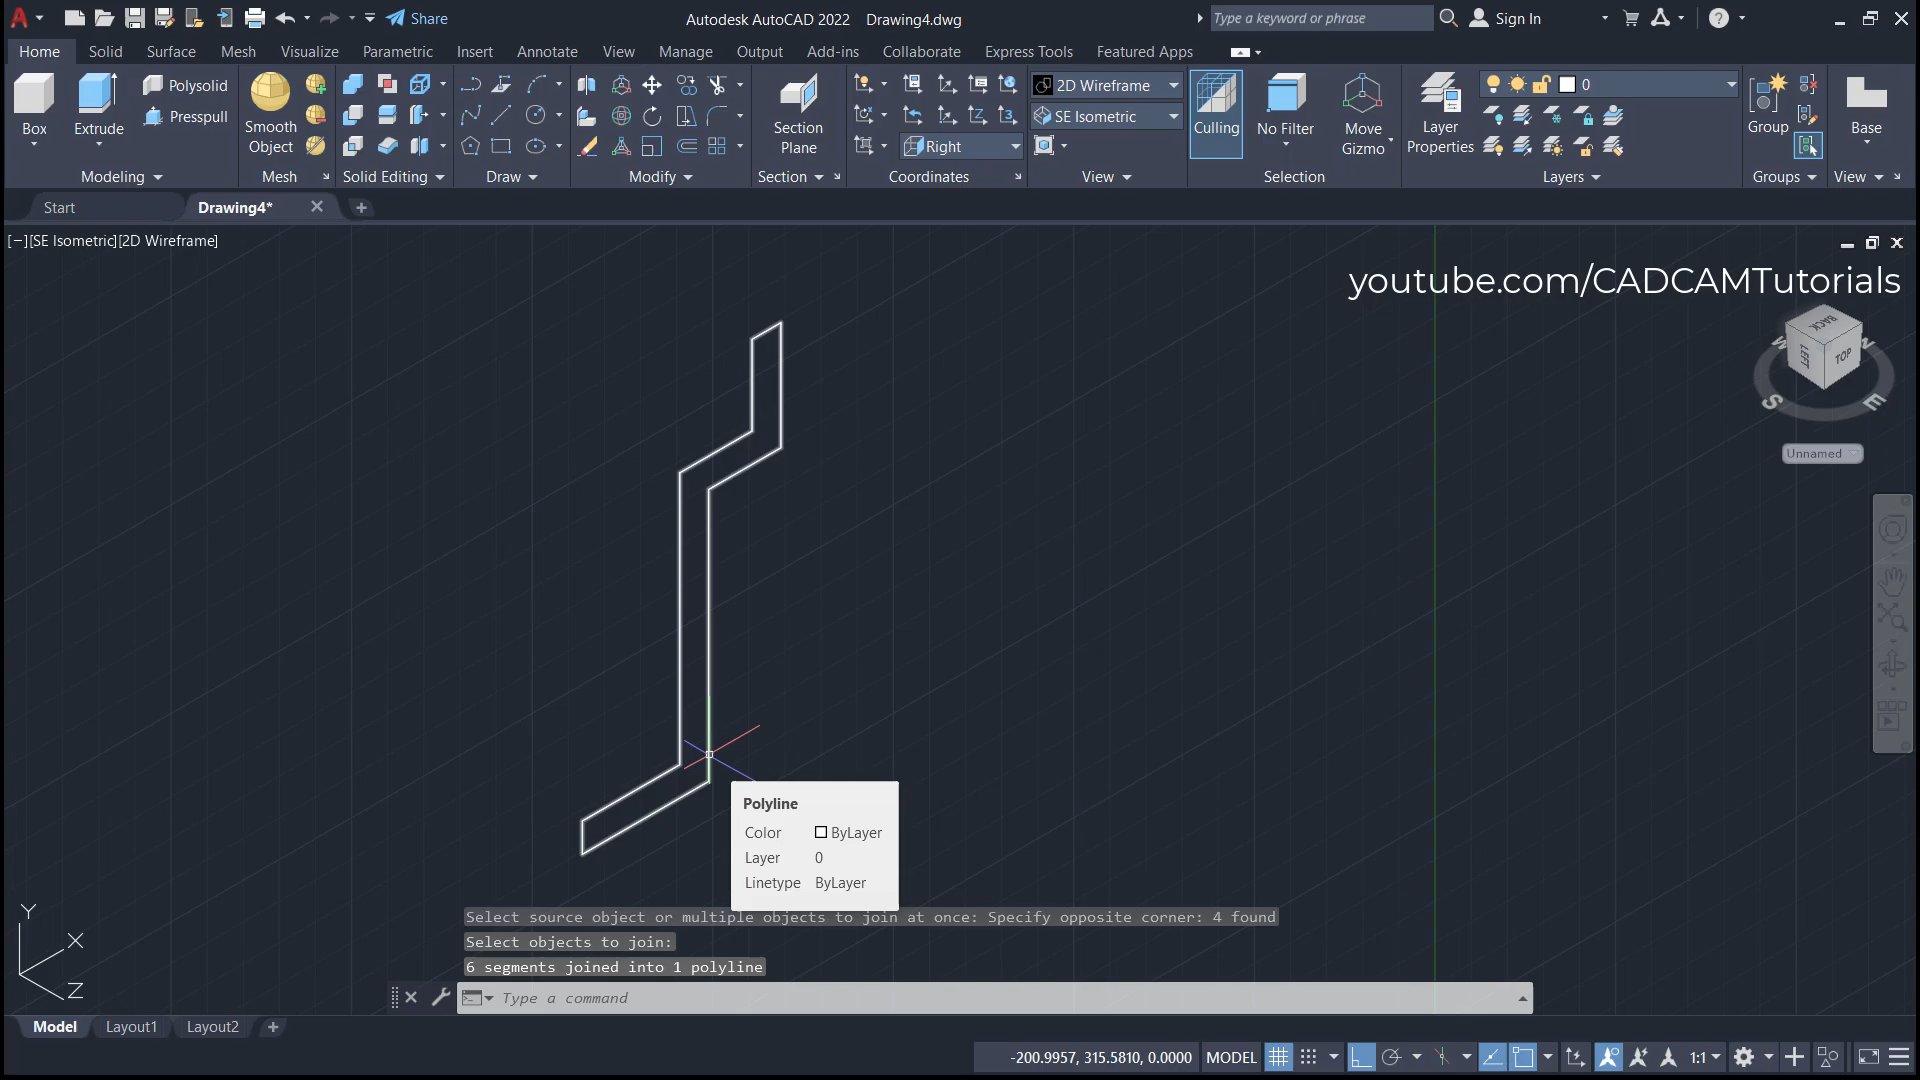 Share
Autodesk AutoCAD 2022 Drawing4.dwg
Type a keyword or phrase
Sign In
Home Solid Surface Mesh Visualize Parametric Insert Annotate View Manage Output Add-ins Collaborate Express Tools Featured Apps
Box
Extrude
Polysolid
Presspull
Smooth
Object
Section
Plane
Right
2D Wireframe
SE Isometric
Culling
No Filter
Move
Gizmo
Layer
Properties
0
Group
Base
Modeling Mesh Solid Editing Draw Modify Section Coordinates View Selection Layers Groups View
Start Drawing4*
[−][SE Isometric][2D Wireframe]
youtube.com/CADCAMTutorials
BACK
LEFT
TOP
S
E
Unnamed
Polyline
Color ByLayer
Layer 0
Linetype ByLayer
Y
X
Z
Select source object or multiple objects to join at once: Specify opposite corner: 4 found
Select objects to join:
6 segments joined into 1 polyline
Type a command
Model Layout1 Layout2
-200.9957, 315.5810, 0.0000 MODEL 1:1